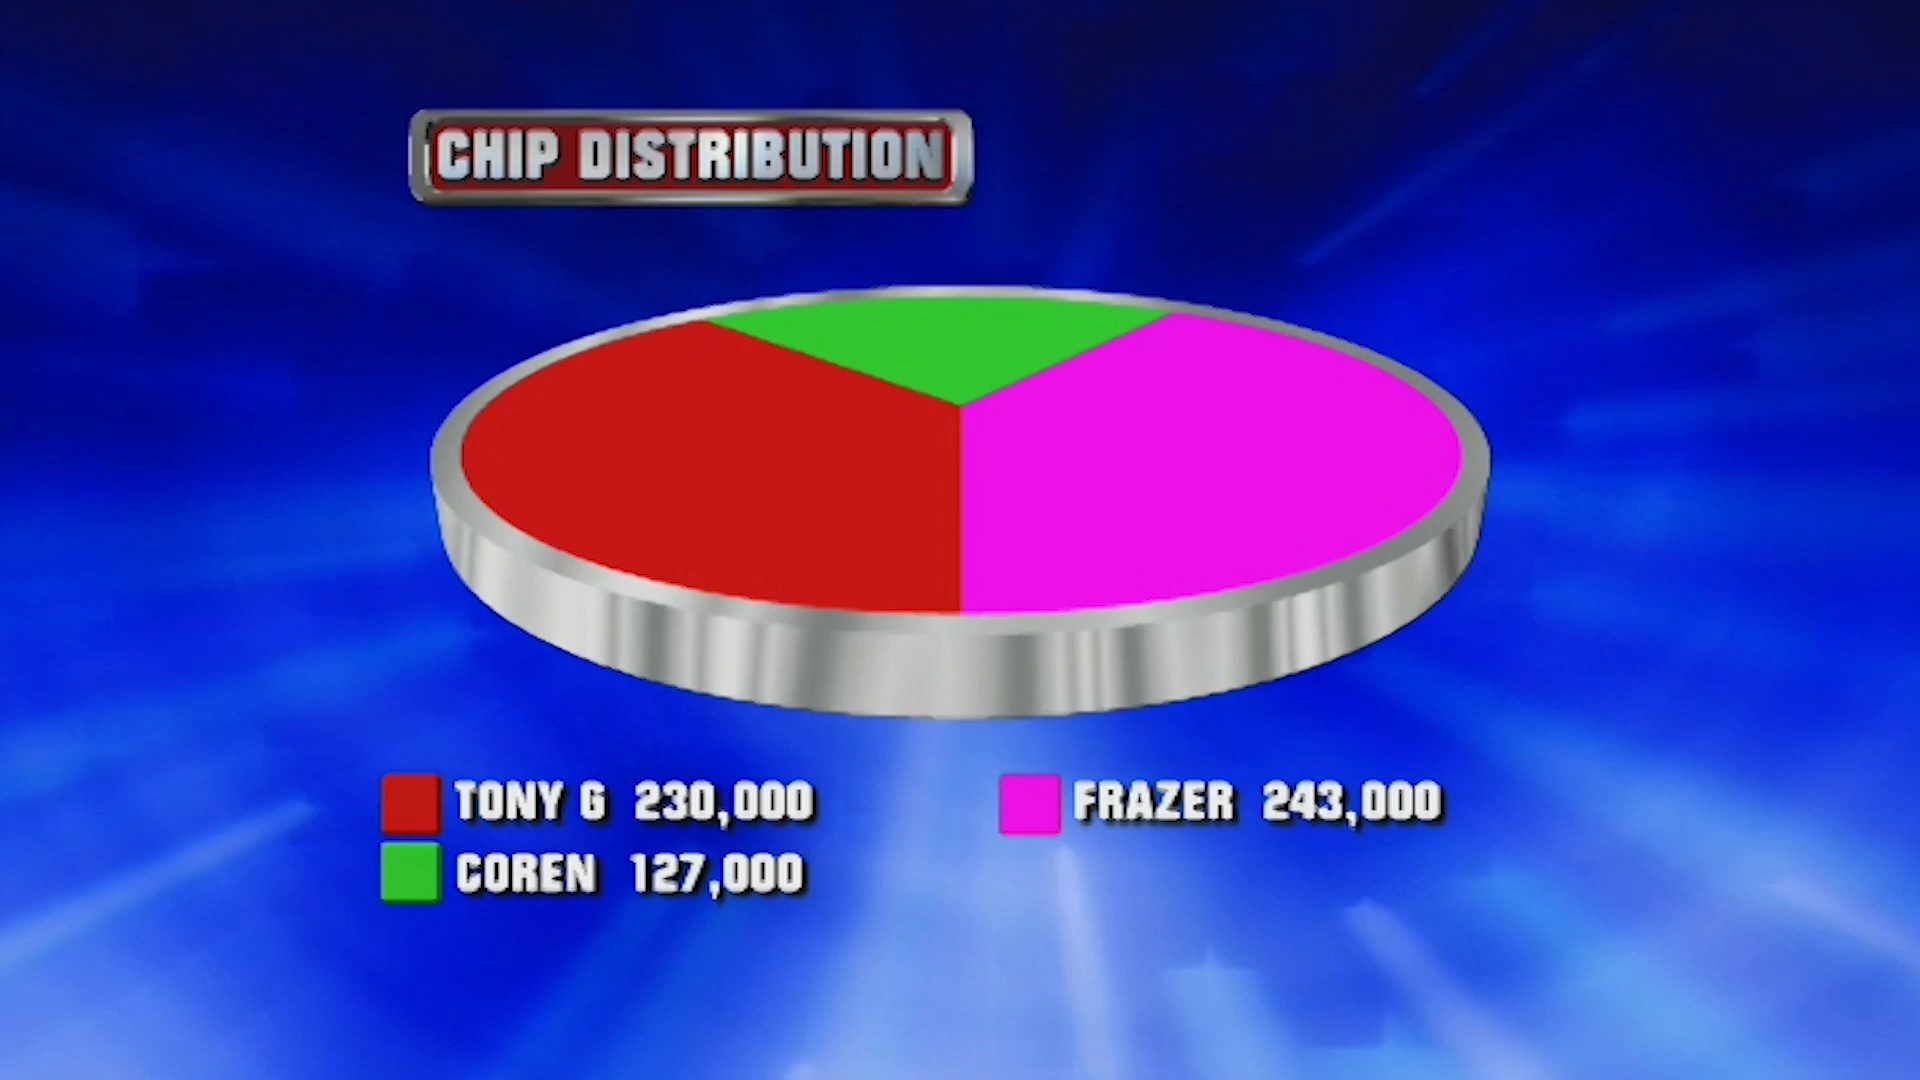 CHIP DISTRIBUTION
TONY G 230,000
FRAZER 243,000
COREN 127,000